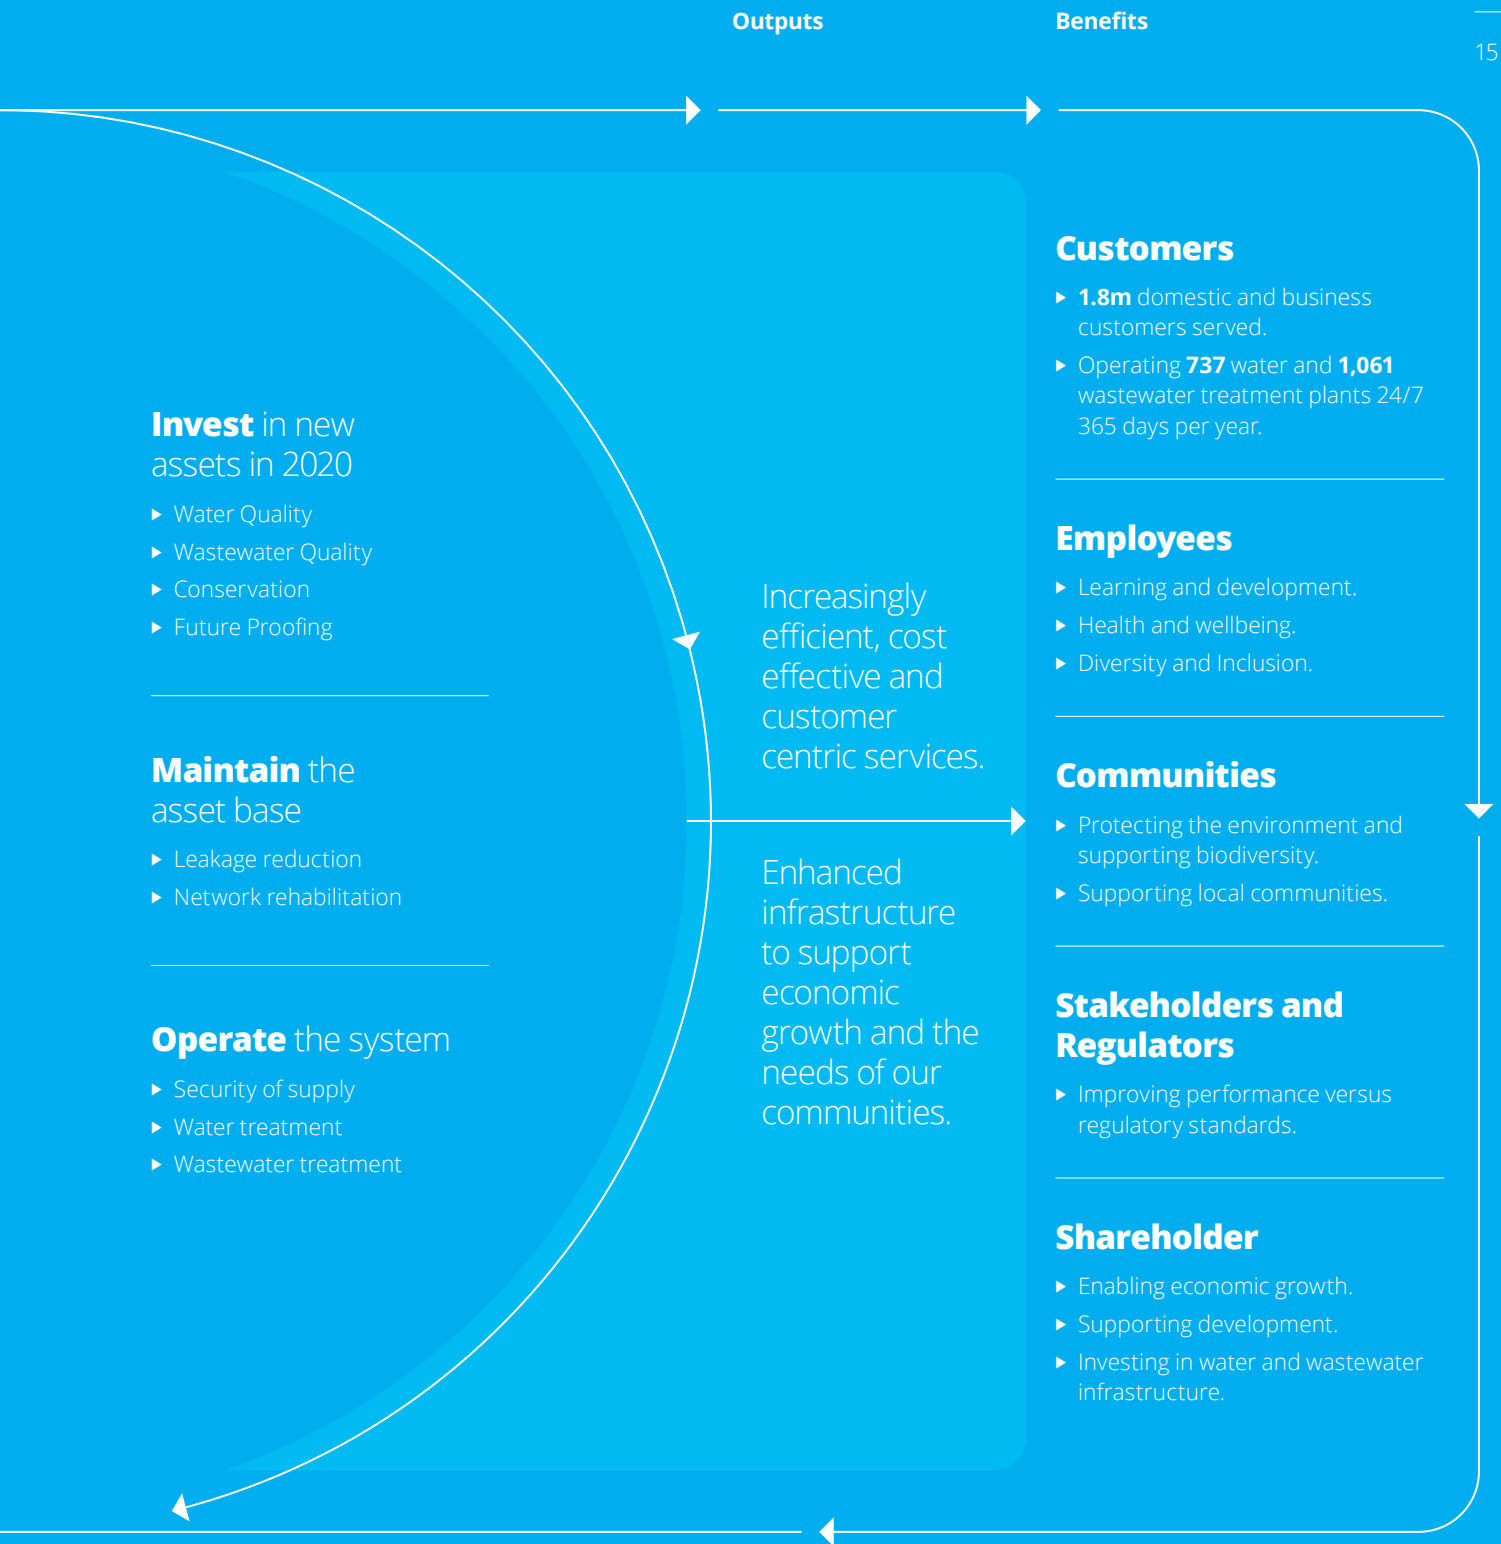 Outputs
Benefits
15
Invest in new
assets in 2020
Water Quality
Wastewater Quality
Conservation
Future Proofing
Maintain the
asset base
Leakage reduction
Network rehabilitation
Operate the system
Security of supply
Water treatment
Wastewater treatment
Increasingly
efficient, cost
effective and
customer
centric services.
Enhanced
infrastructure
to support
economic
growth and the
needs of our
communities.
Customers
1.8m domestic and business
customers served.
Operating 737 water and 1,061
wastewater treatment plants 24/7
365 days per year.
Employees
Learning and development.
Health and wellbeing.
Diversity and Inclusion.
Communities
Protecting the environment and
supporting biodiversity.
Supporting local communities.
Stakeholders and
Regulators
Improving performance versus
regulatory standards.
Shareholder
Enabling economic growth.
Supporting development.
Investing in water and wastewater
infrastructure.